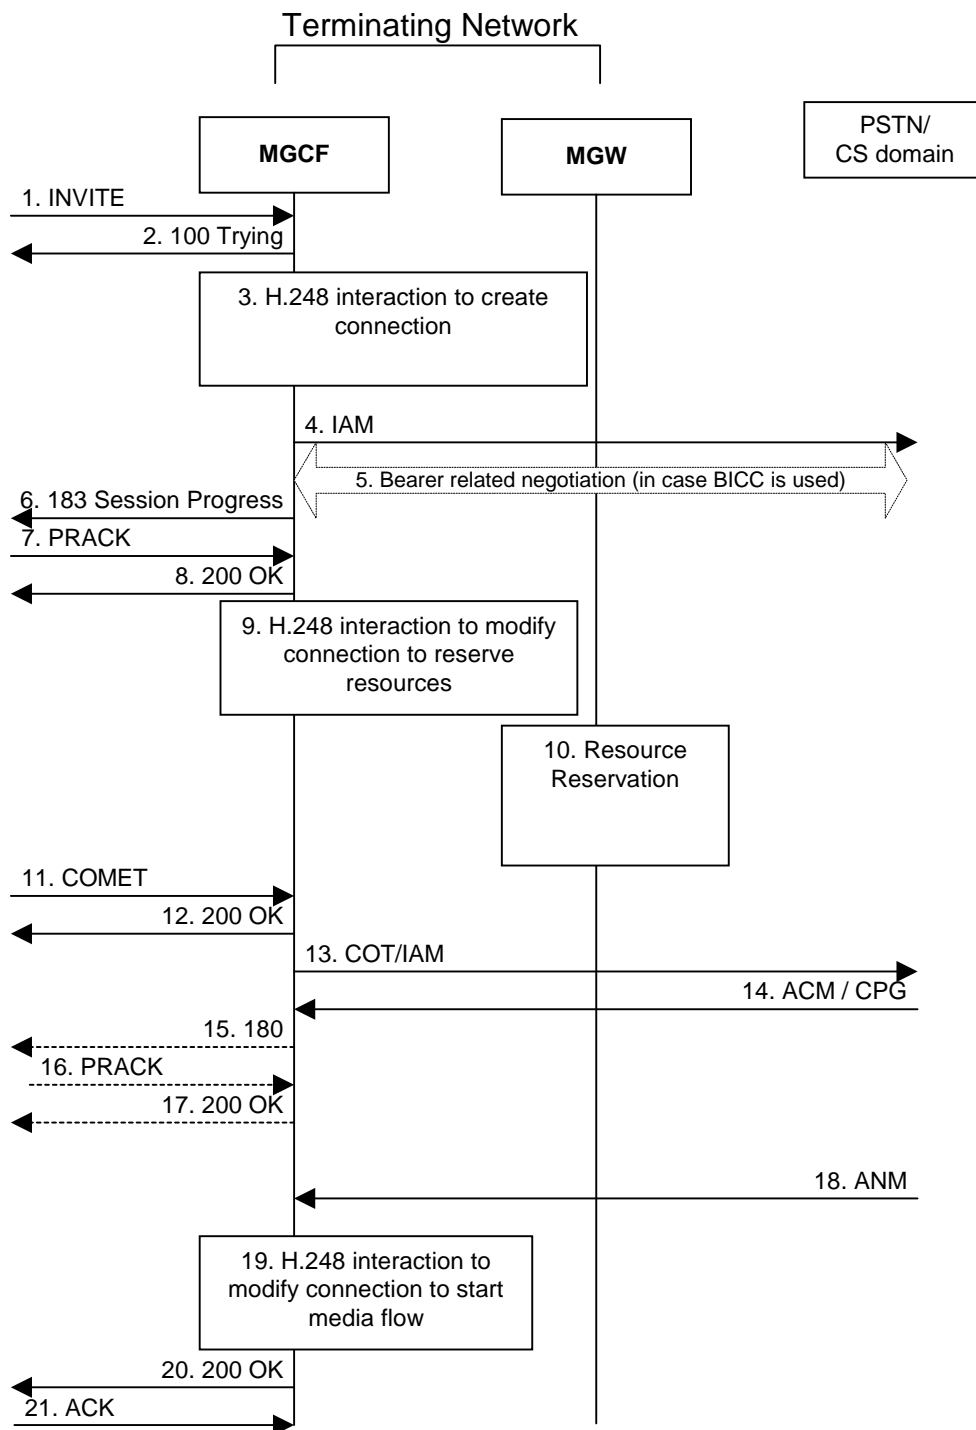 Terminating Network
MGCF
MGW
PSTN/
CS domain
1. INVITE
2. 100 Trying
3. H.248 interaction to create
connection
4. IAM
5. Bearer related negotiation (in case BICC is used)
6. 183 Session Progress
7. PRACK
8. 200 OK
9. H.248 interaction to modify
connection to reserve
resources
10. Resource
Reservation
11. COMET
12. 200 OK
13. COT/IAM
14. ACM / CPG
15. 180
16. PRACK
17. 200 OK
18. ANM
19. H.248 interaction to
modify connection to start
media flow
20. 200 OK
21. ACK